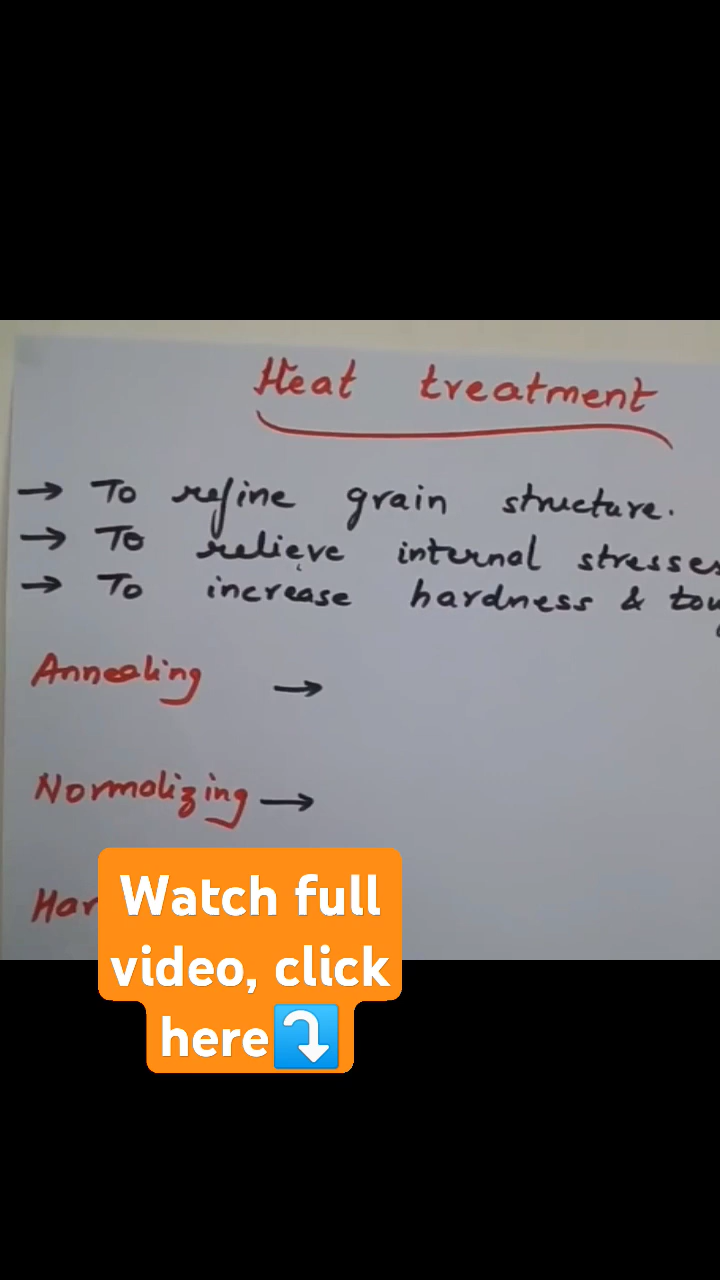 Heat treatment
→ To refine grain structure.
→ To relieve internal stresses
→ To increase hardness &
Annealing →
Normalizing →
Watch full
video, click
here⤵️